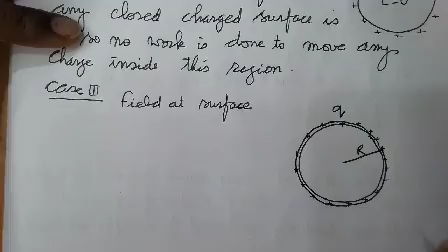 any closed charged surface is
so no work is done to move any
charge inside this region.
Case III field at surface
q
R